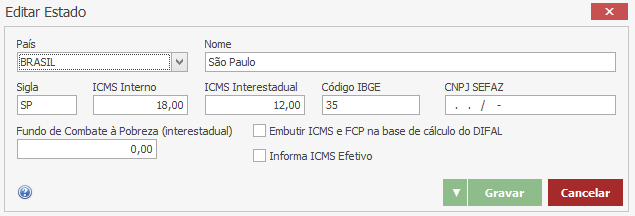 Editar Estado
País Nome
BRASIL São Paulo
Sigla ICMS Interno ICMS Interestadual Código IBGE CNPJ SEFAZ
SP 18,00 12,00 35 . . / -
Fundo de Combate à Pobreza (interestadual)
0,00
Embutir ICMS e FCP na base de cálculo do DIFAL
Informa ICMS Efetivo
Gravar Cancelar